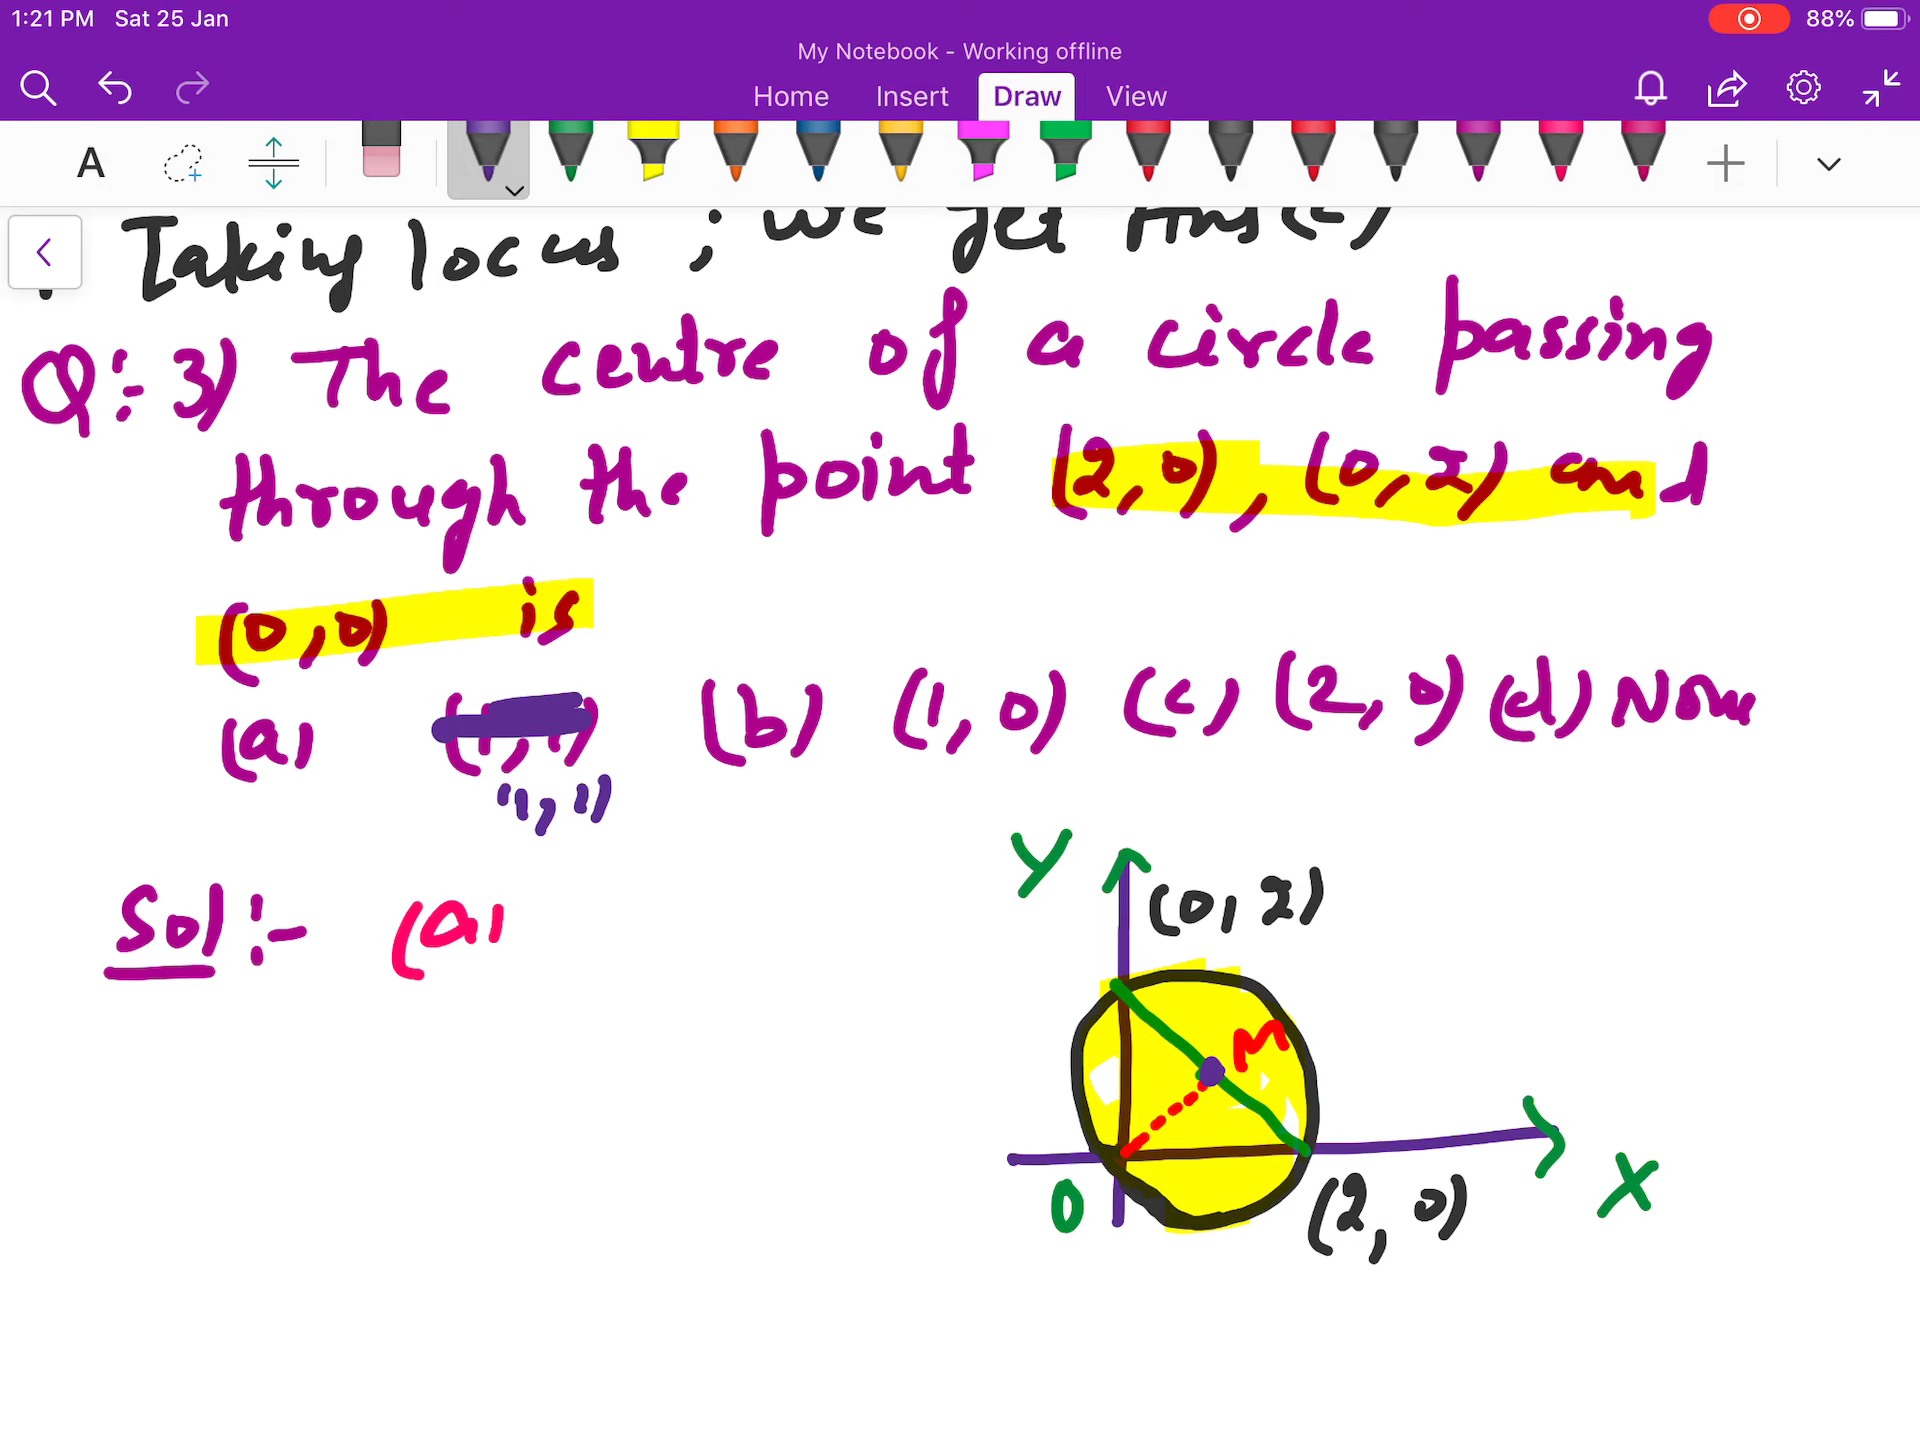 1:21 PM Sat 25 Jan 88%
My Notebook - Working offline
Home Insert Draw View
A
Taking locus ; we get Ans(c)
Q:- 3) The centre of a circle passing
through the point (2,0), (0,2) and
(0,0) is
(a) (1,1) (b) (1,0) (c) (2,0) (d) None
"1,1)
Sol:- (a)
Y
(0,2)
M
O (2,0) X